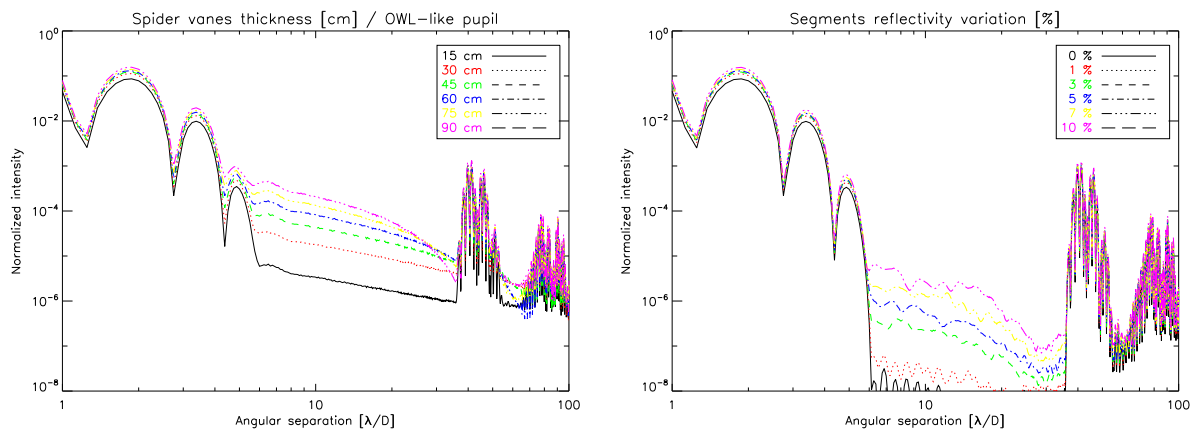 Spider vanes thickness [cm] / OWL-like pupil
10^0
10^-2
10^-4
10^-6
10^-8
Normalized intensity
15 cm
30 cm
45 cm
60 cm
75 cm
90 cm
1
10
100
Angular separation [λ/D]
Segments reflectivity variation [%]
10^0
10^-2
10^-4
10^-6
10^-8
Normalized intensity
0 %
1 %
3 %
5 %
7 %
10 %
1
10
100
Angular separation [λ/D]